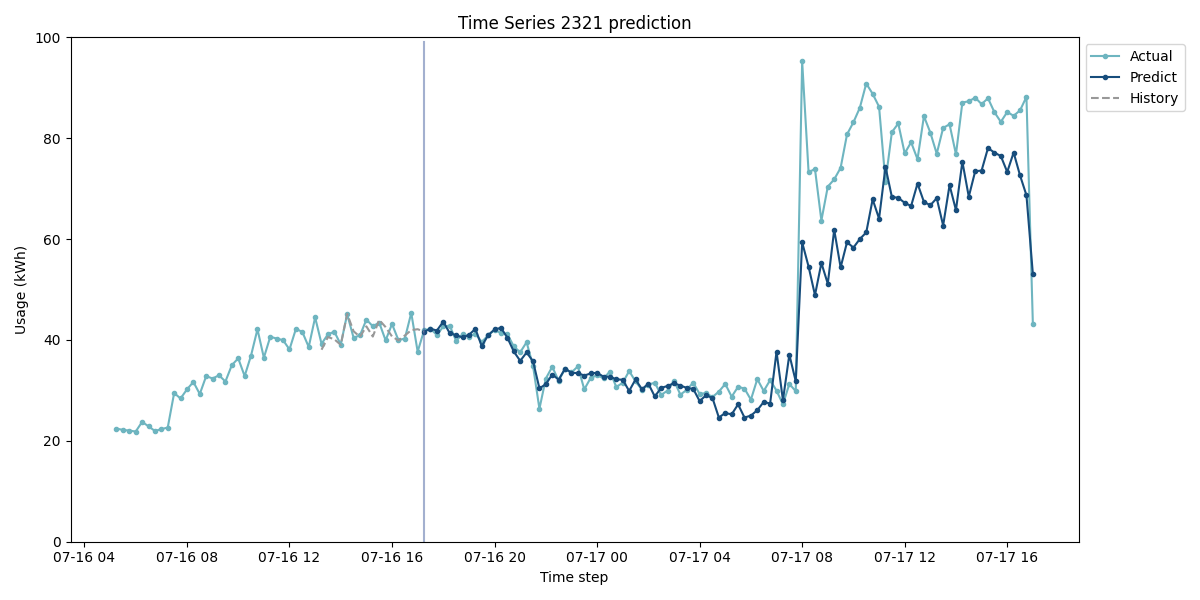 Time Series 2321 prediction
100
80
60
40
20
0
Usage (kWh)
07-16 04
07-16 08
07-16 12
07-16 16
07-16 20
07-17 00
07-17 04
07-17 08
07-17 12
07-17 16
Time step
Actual
Predict
History